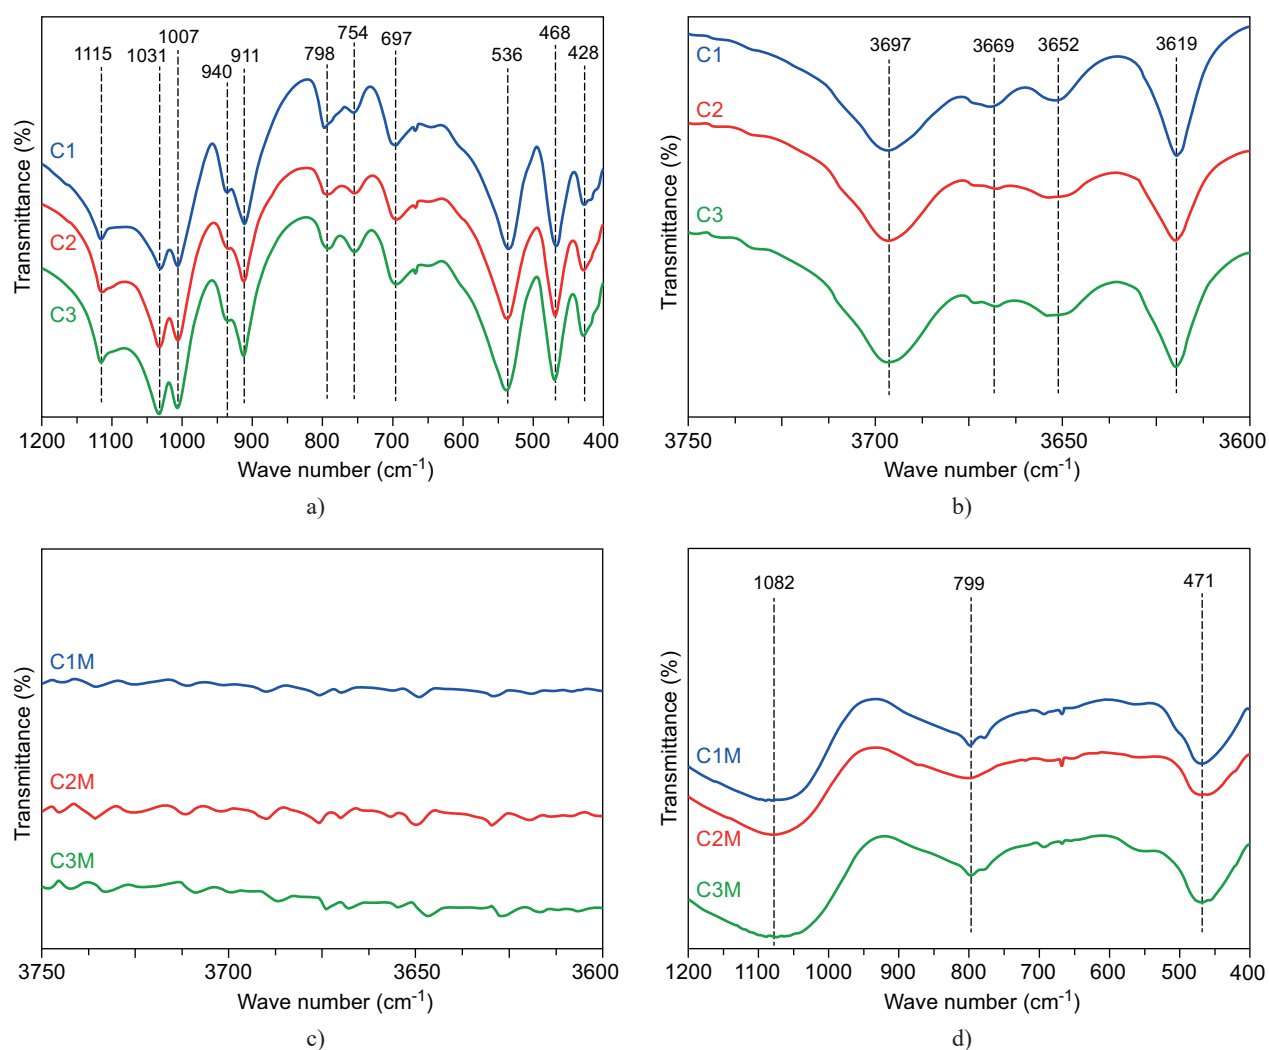 1115
1031
1007
940
911
798
754
697
536
468
428
C1
C2
C3
Transmittance (%)
1200 1100 1000 900 800 700 600 500 400
Wave number (cm-1)
a)
3697
3669
3652
3619
C1
C2
C3
Transmittance (%)
3750 3700 3650 3600
Wave number (cm-1)
b)
C1M
C2M
C3M
Transmittance (%)
3750 3700 3650 3600
Wave number (cm-1)
c)
1082
799
471
C1M
C2M
C3M
Transmittance (%)
1200 1100 1000 900 800 700 600 500 400
Wave number (cm-1)
d)